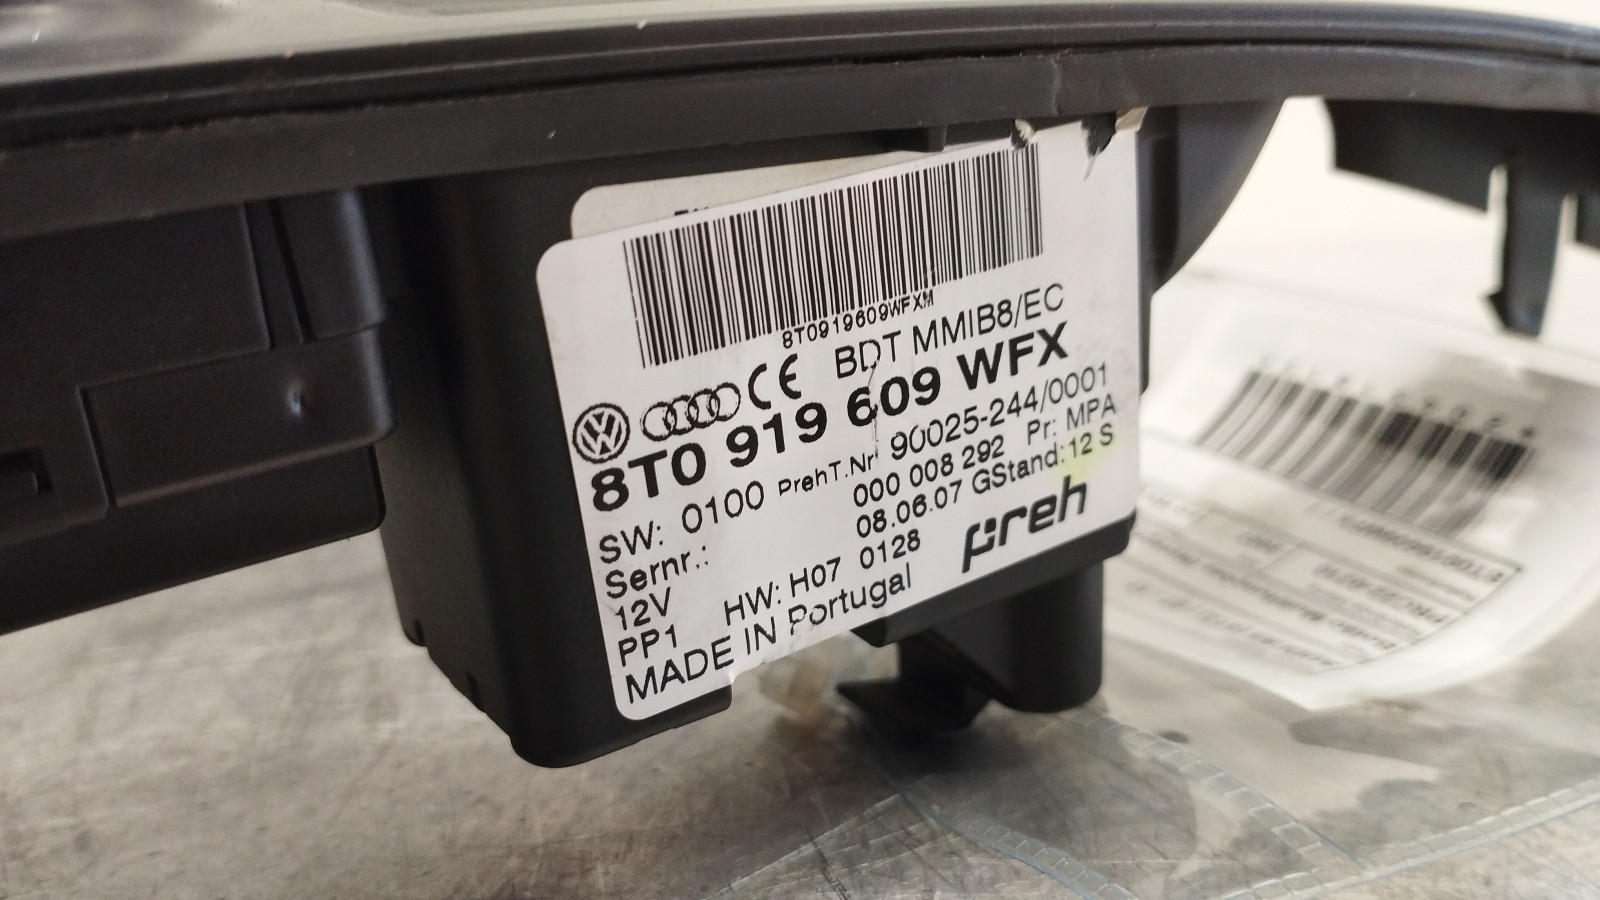 8T0919609WFXM
CE BDT MMIB8/EC
8T0 919 609 WFX
SW: 0100 PrehT.Nr 90025-244/0001
Sernr.: 000 008 292 Pr: MPA
12V 08.06.07 GStand: 12 S
PP1 HW: H07 0128 preh
MADE IN Portugal